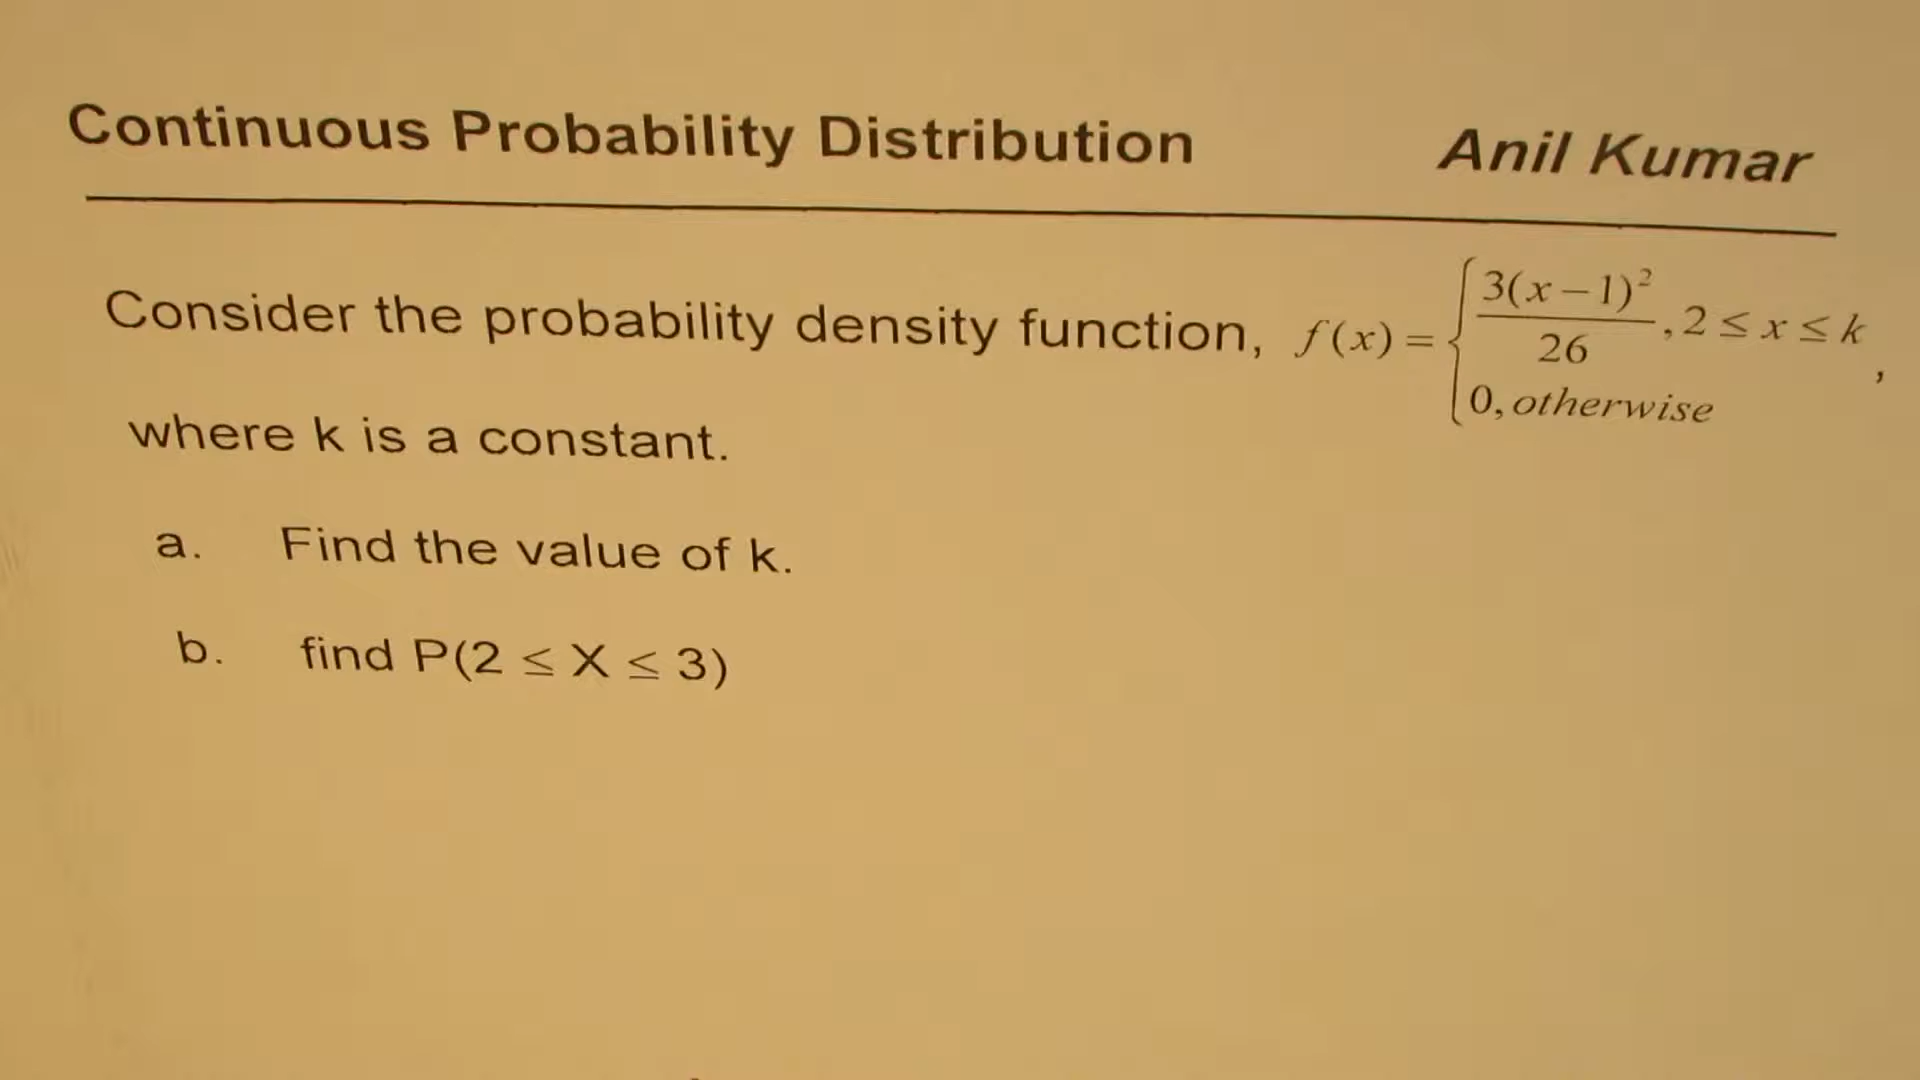 Continuous Probability Distribution Anil Kumar
Consider the probability density function, f(x) = { 3(x − 1)² / 26 , 2 ≤ x ≤ k
0, otherwise ,
where k is a constant.
a. Find the value of k.
b. find P(2 ≤ X ≤ 3)